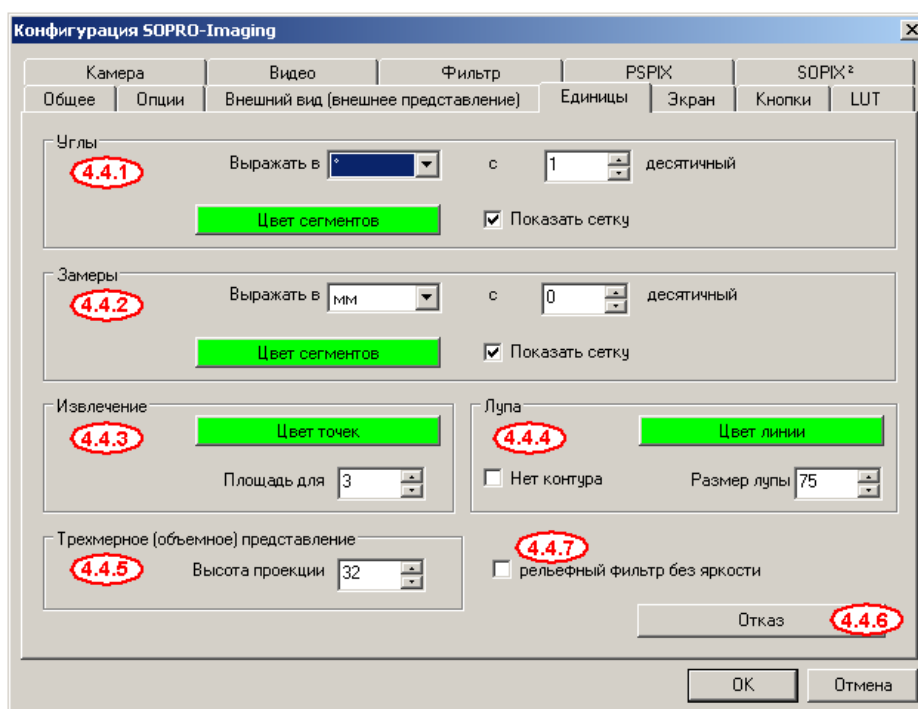 Конфигурация SOPRO-Imaging
Камера Видео Фильтр PSPIX SOPIX²
Общее Опции Внешний вид (внешнее представление) Единицы Экран Кнопки LUT
Углы
4.4.1 Выражать в ° с 1 десятичный
Цвет сегментов Показать сетку
Замеры
4.4.2 Выражать в мм с 0 десятичный
Цвет сегментов Показать сетку
Извлечение Лупа
4.4.3 Цвет точек 4.4.4 Цвет линии
Площадь для 3 Нет контура Размер лупы 75
Трехмерное (объемное) представление
4.4.7
4.4.5 Высота проекции 32 рельефный фильтр без яркости
Отказ 4.4.6
OK Отмена